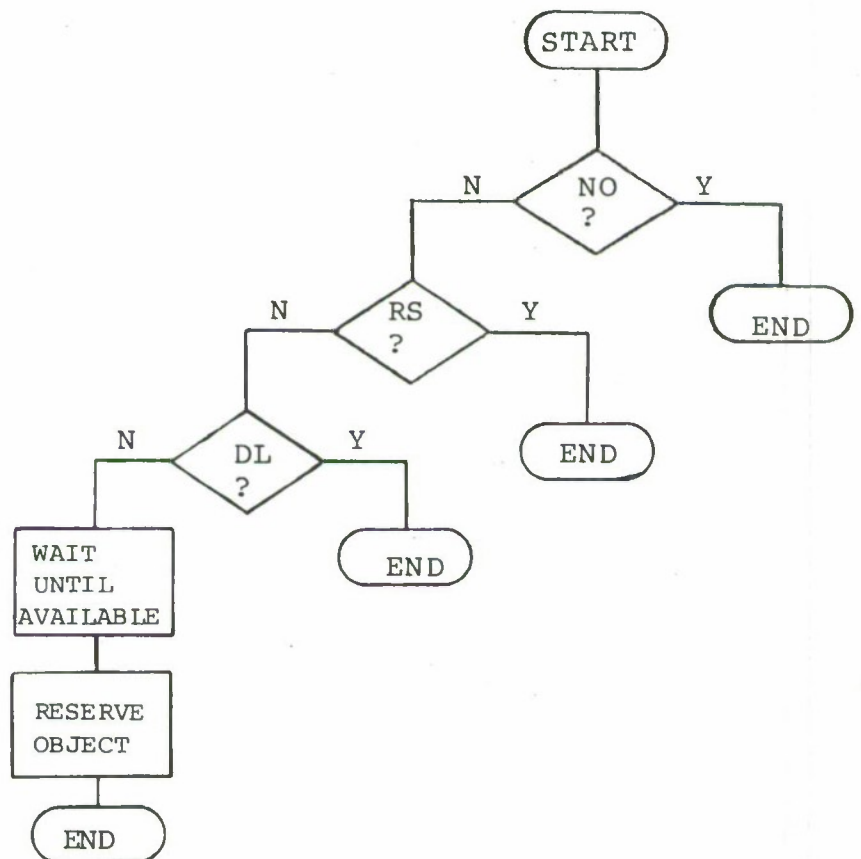 START
N
NO
?
Y
END
N
RS
?
Y
END
N
DL
?
Y
END
WAIT
UNTIL
AVAILABLE
RESERVE
OBJECT
END